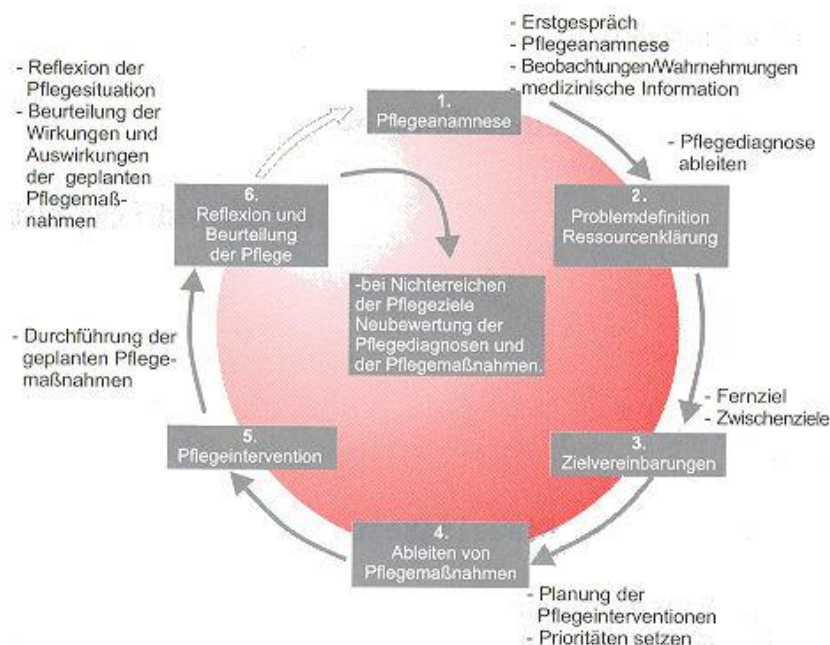 - Erstgespräch
- Pflegeanamnese
- Beobachtungen/Wahrnehmungen
- medizinische Information
1.
Pflegeanamnese
- Pflegediagnose
ableiten
2.
Problemdefinition
Ressourcenklärung
- Fernziel
- Zwischenziele
3.
Zielvereinbarungen
4.
Ableiten von
Pflegemaßnahmen
- Planung der
Pflegeinterventionen
- Prioritäten setzen
5.
Pflegeintervention
- Durchführung der
geplanten Pflege-
maßnahmen
6.
Reflexion und
Beurteilung
der Pflege
- Reflexion der
Pflegesituation
- Beurteilung der
Wirkungen und
Auswirkungen
der geplanten
Pflegemaß-
nahmen
-bei Nichterreichen
der Pflegeziele
Neubewertung der
Pflegediagnosen und
der Pflegemaßnahmen.